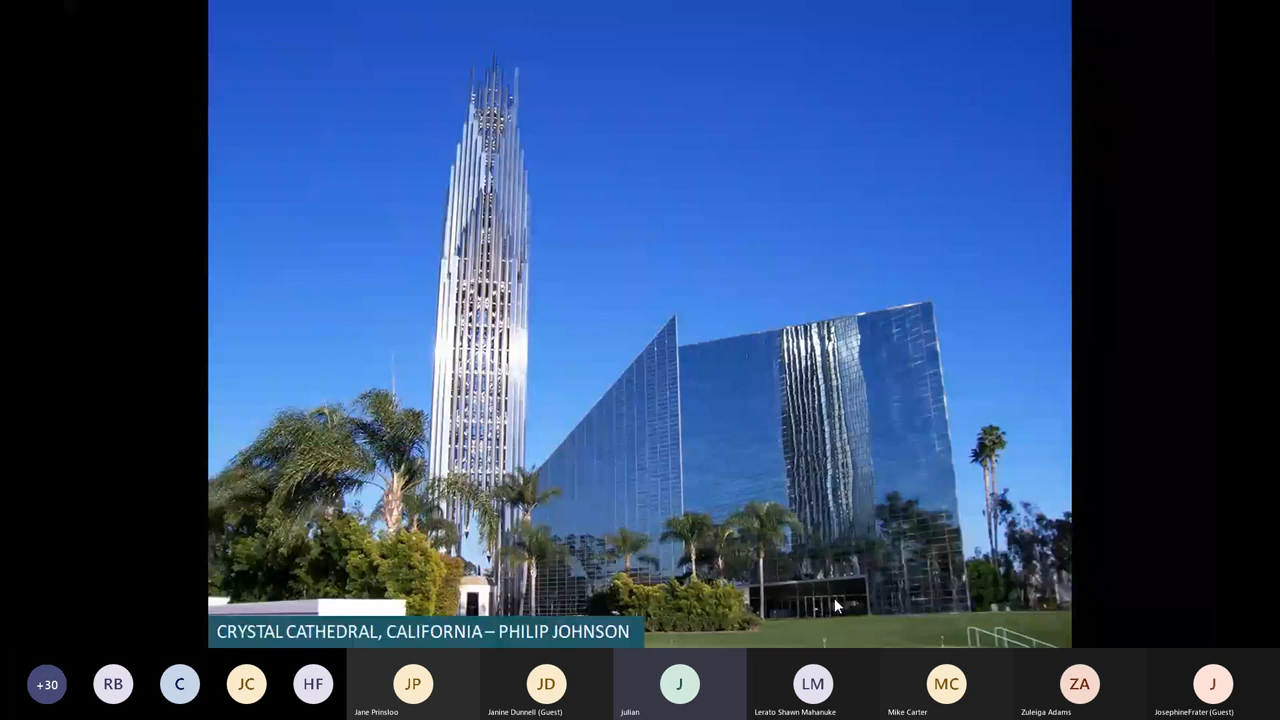 CRYSTAL CATHEDRAL, CALIFORNIA – PHILIP JOHNSON
+30
RB
C
JC
HF
JP
JD
J
LM
MC
ZA
J
Jane Prinsloo
Janine Dunnell (Guest)
julian
Lerato Shawn Mahanuke
Mike Carter
Zuleiga Adams
JosephineFrater (Guest)